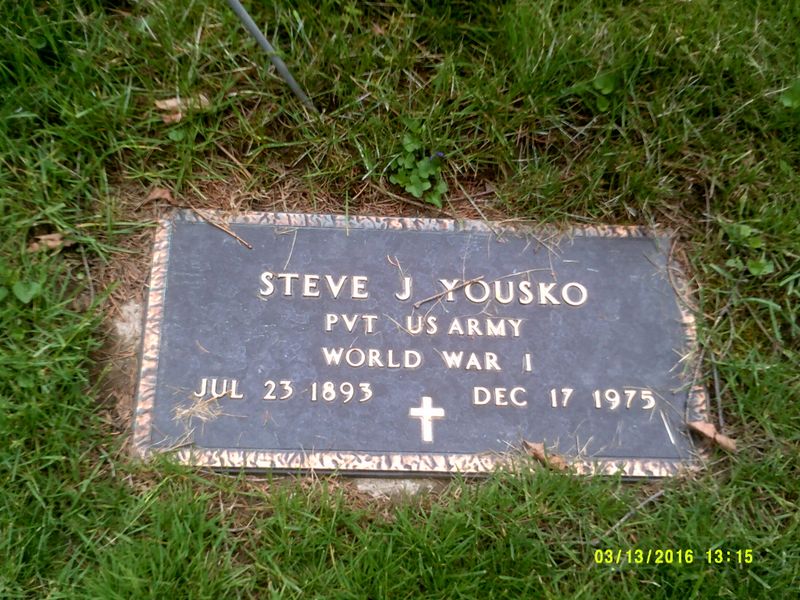 STEVE J YOUSKO
PVT US ARMY
WORLD WAR I
JUL 23 1893 DEC 17 1975
03/13/2016 13:15